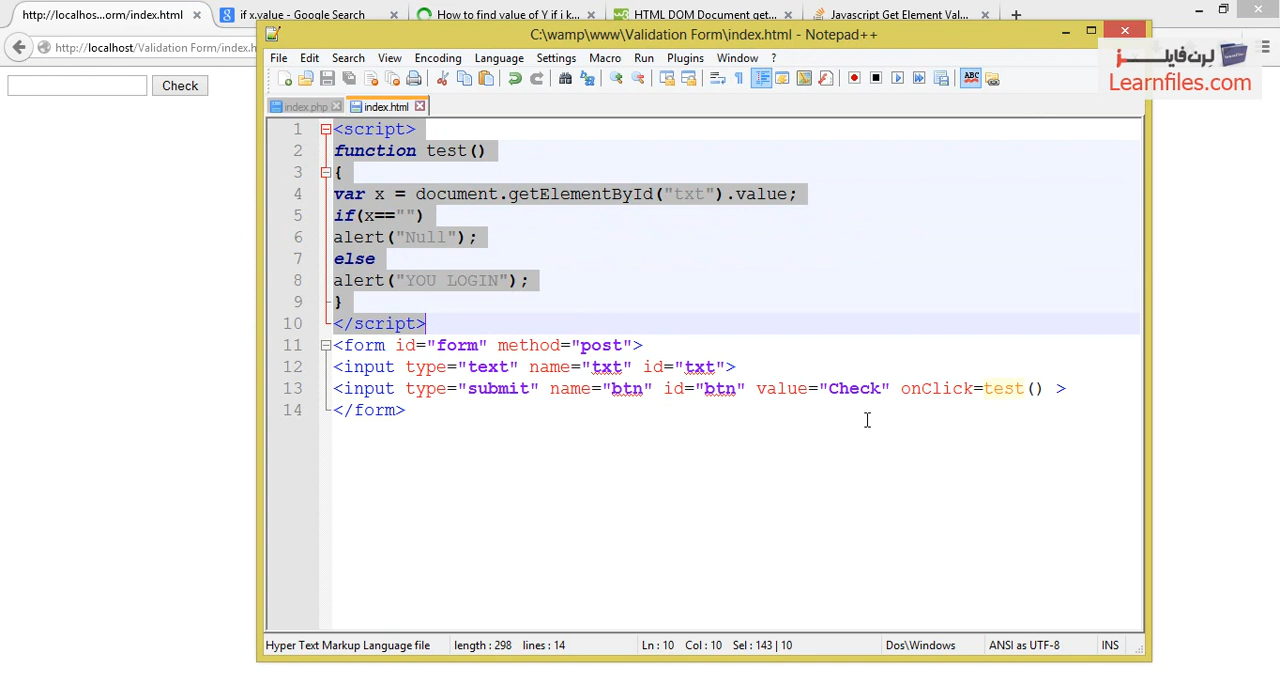 http://localhos...orm/index.html
if x.value - Google Search
How to find value of Y if i k...
HTML DOM Document get...
Javascript Get Element Val...
http://localhost/Validation Form/index.h
Check
C:\wamp\www\Validation Form\index.html - Notepad++
File Edit Search View Encoding Language Settings Macro Run Plugins Window ?
لرن فایلز
Learnfiles.com
index.php index.html
1 <script>
2 function test()
3 {
4 var x = document.getElementById("txt").value;
5 if(x=="")
6 alert("Null");
7 else
8 alert("YOU LOGIN");
9 }
10 </script>
11 <form id="form" method="post">
12 <input type="text" name="txt" id="txt">
13 <input type="submit" name="btn" id="btn" value="Check" onClick=test() >
14 </form>
Hyper Text Markup Language file length : 298 lines : 14 Ln : 10 Col : 10 Sel : 143 | 10 Dos\Windows ANSI as UTF-8 INS